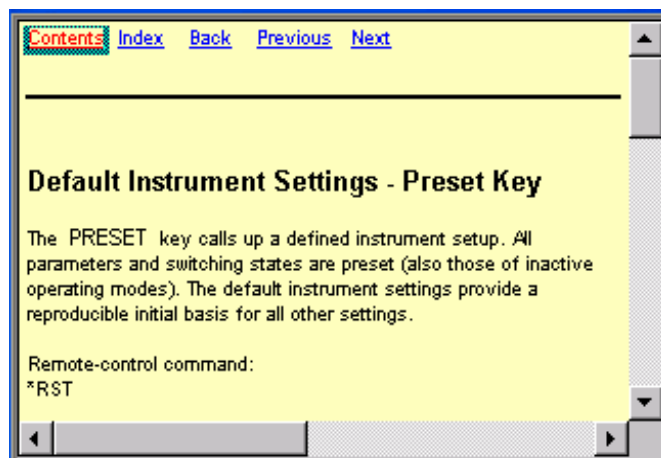 Contents Index Back Previous Next
Default Instrument Settings - Preset Key
The PRESET key calls up a defined instrument setup. All
parameters and switching states are preset (also those of inactive
operating modes). The default instrument settings provide a
reproducible initial basis for all other settings.
Remote-control command:
*RST